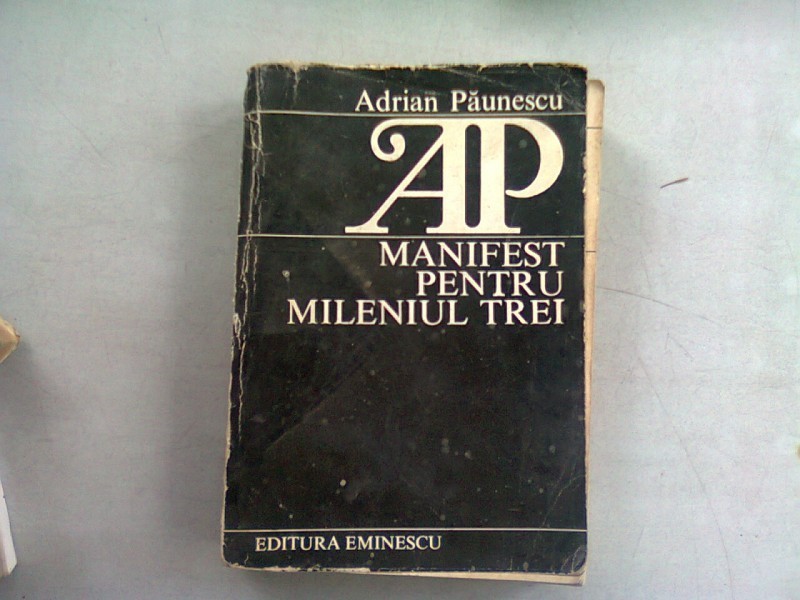 Adrian Păunescu
AP
MANIFEST
PENTRU
MILENIUL TREI
EDITURA EMINESCU